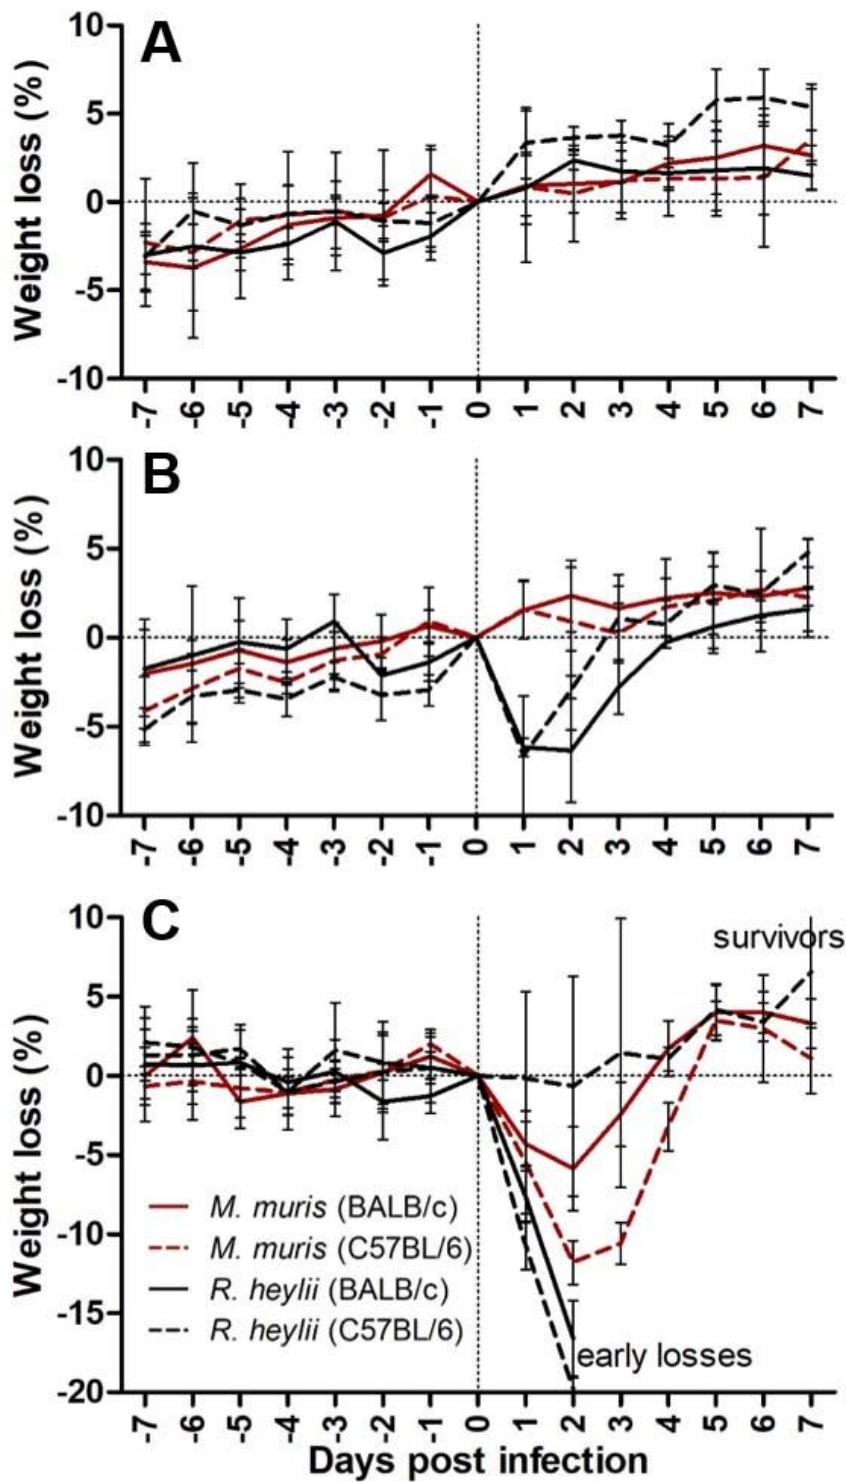 A
Weight loss (%)
10
5
0
-5
-10
-7 -6 -5 -4 -3 -2 -1 0 1 2 3 4 5 6 7
B
Weight loss (%)
10
5
0
-5
-10
-7 -6 -5 -4 -3 -2 -1 0 1 2 3 4 5 6 7
C
Weight loss (%)
10
5
0
-5
-10
-15
-20
survivors
M. muris (BALB/c)
M. muris (C57BL/6)
R. heylii (BALB/c)
R. heylii (C57BL/6)
early losses
-7 -6 -5 -4 -3 -2 -1 0 1 2 3 4 5 6 7
Days post infection